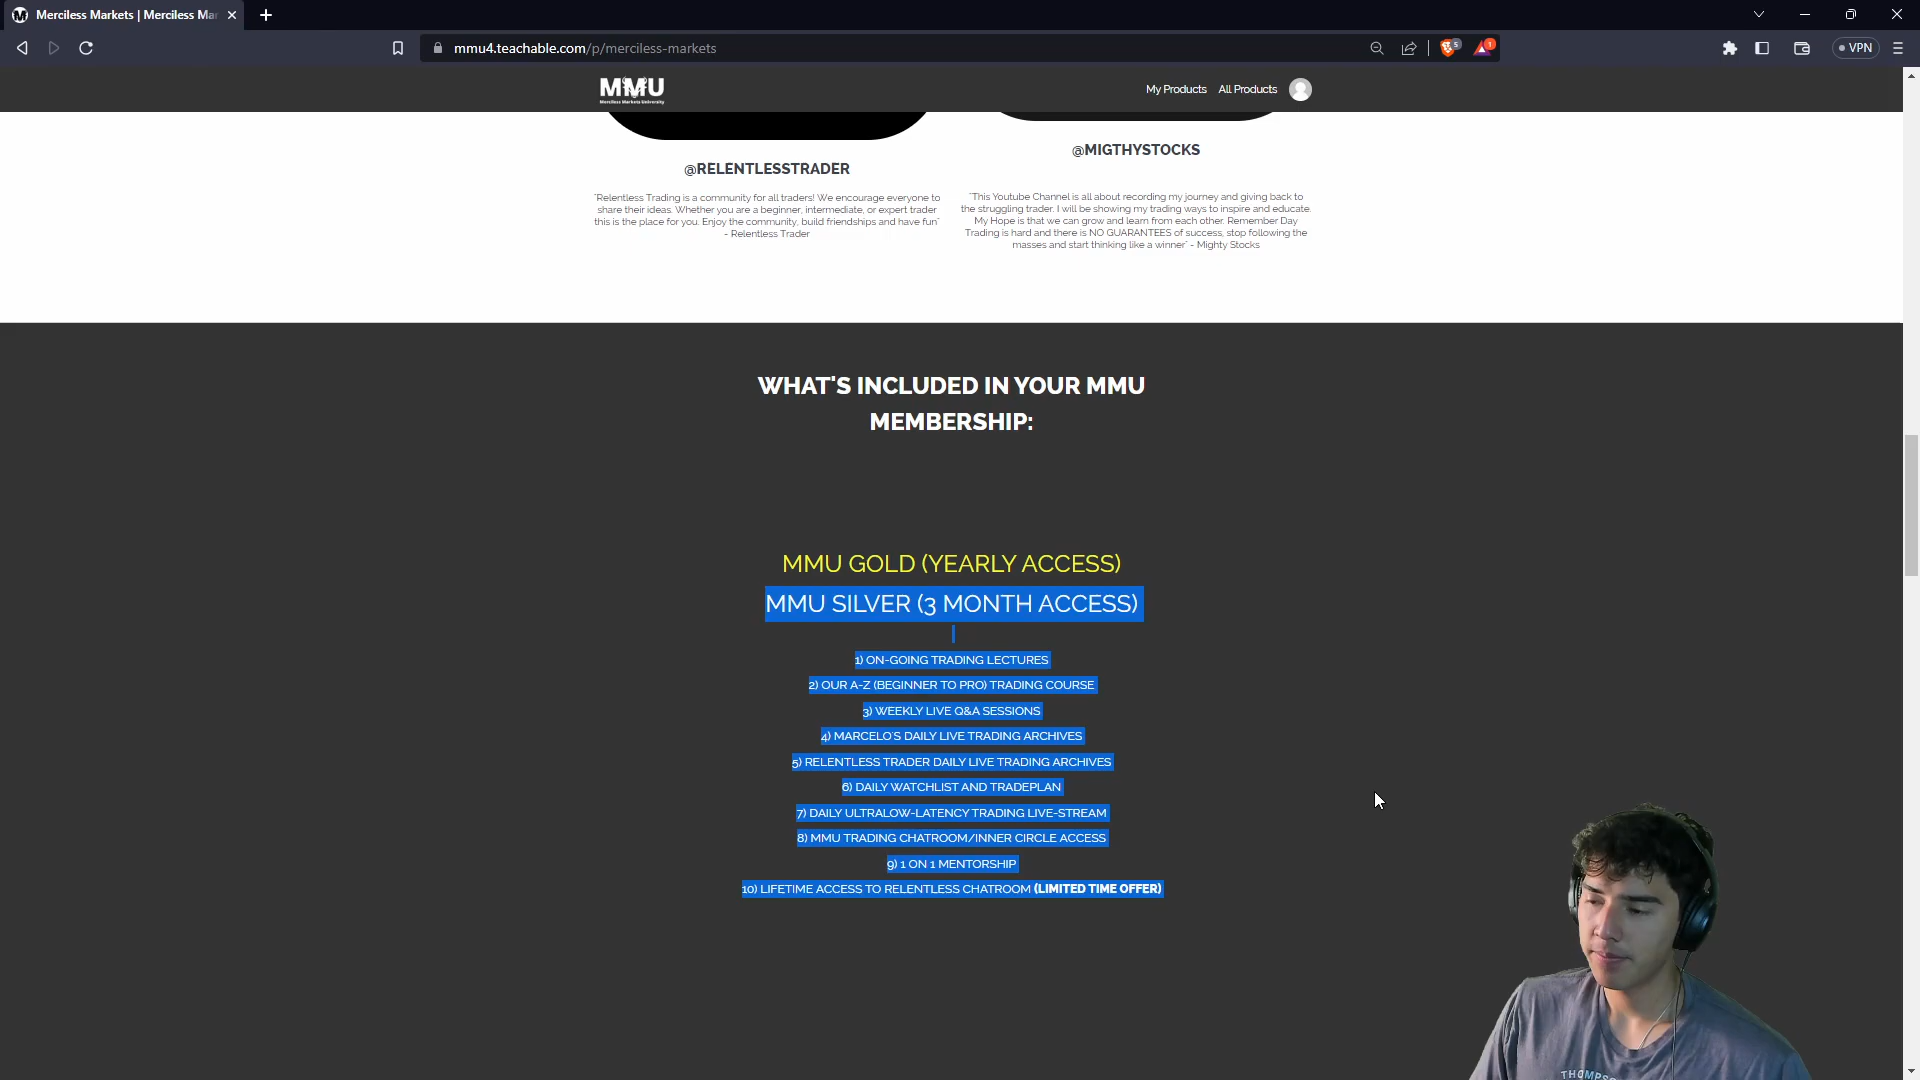 Merciless Markets | Merciless Ma
mmu4.teachable.com/p/merciless-markets
5
1
VPN
MMU
Merciless Markets University
My Products
All Products
@RELENTLESSTRADER
"Relentless Trading is a community for all traders! We encourage everyone to
share their ideas. Whether you are a beginner, intermediate, or expert trader
this is the place for you. Enjoy the community, build friendships and have fun"
- Relentless Trader
@MIGTHYSTOCKS
"This Youtube Channel is all about recording my journey and giving back to
the struggling trader. I will be showing my trading ways to inspire and educate.
My Hope is that we can grow and learn from each other. Remember Day
Trading is hard and there is NO GUARANTEES of success, stop following the
masses and start thinking like a winner" - Mighty Stocks
WHAT'S INCLUDED IN YOUR MMU
MEMBERSHIP:
MMU GOLD (YEARLY ACCESS)
MMU SILVER (3 MONTH ACCESS)
1) ON-GOING TRADING LECTURES
2) OUR A-Z (BEGINNER TO PRO) TRADING COURSE
3) WEEKLY LIVE Q&A SESSIONS
4) MARCELO'S DAILY LIVE TRADING ARCHIVES
5) RELENTLESS TRADER DAILY LIVE TRADING ARCHIVES
6) DAILY WATCHLIST AND TRADEPLAN
7) DAILY ULTRALOW-LATENCY TRADING LIVE-STREAM
8) MMU TRADING CHATROOM/INNER CIRCLE ACCESS
9) 1 ON 1 MENTORSHIP
10) LIFETIME ACCESS TO RELENTLESS CHATROOM (LIMITED TIME OFFER)